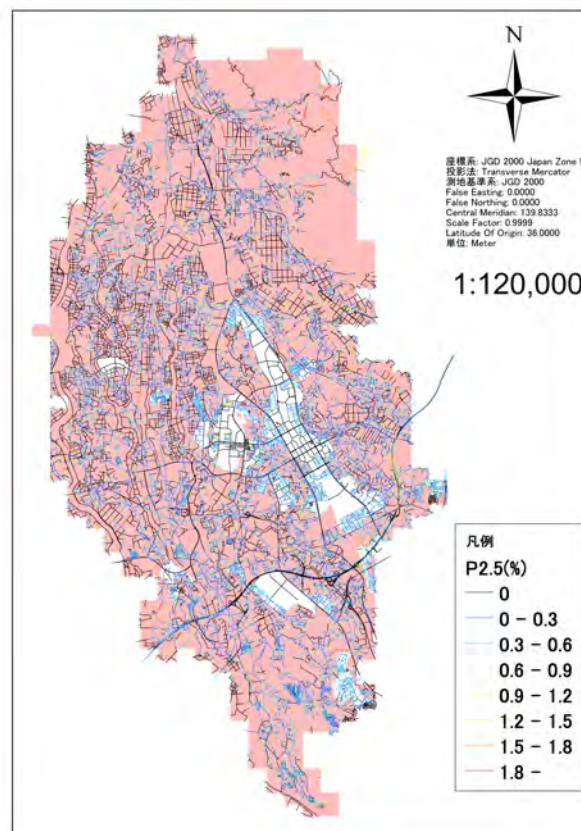 N
座標系: JGD 2000 Japan Zone
投影法: Transverse Mercator
測地基準系: JGD 2000
False Easting: 0.0000
False Northing: 0.0000
Central Meridian: 139.8333
Scale Factor: 0.9999
Latitude Of Origin: 36.0000
単位: Meter
1:120,000
凡例
P2.5(%)
0
0 - 0.3
0.3 - 0.6
0.6 - 0.9
0.9 - 1.2
1.2 - 1.5
1.5 - 1.8
1.8 -